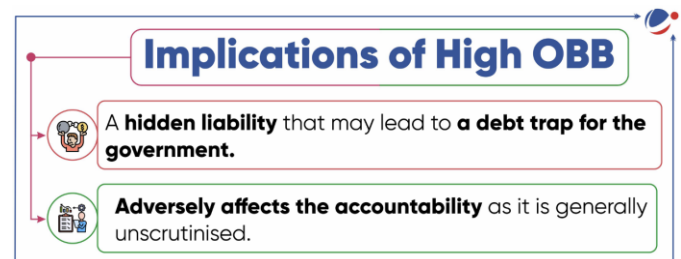 Implications of High OBB
A hidden liability that may lead to a debt trap for the
government.
Adversely affects the accountability as it is generally
unscrutinised.